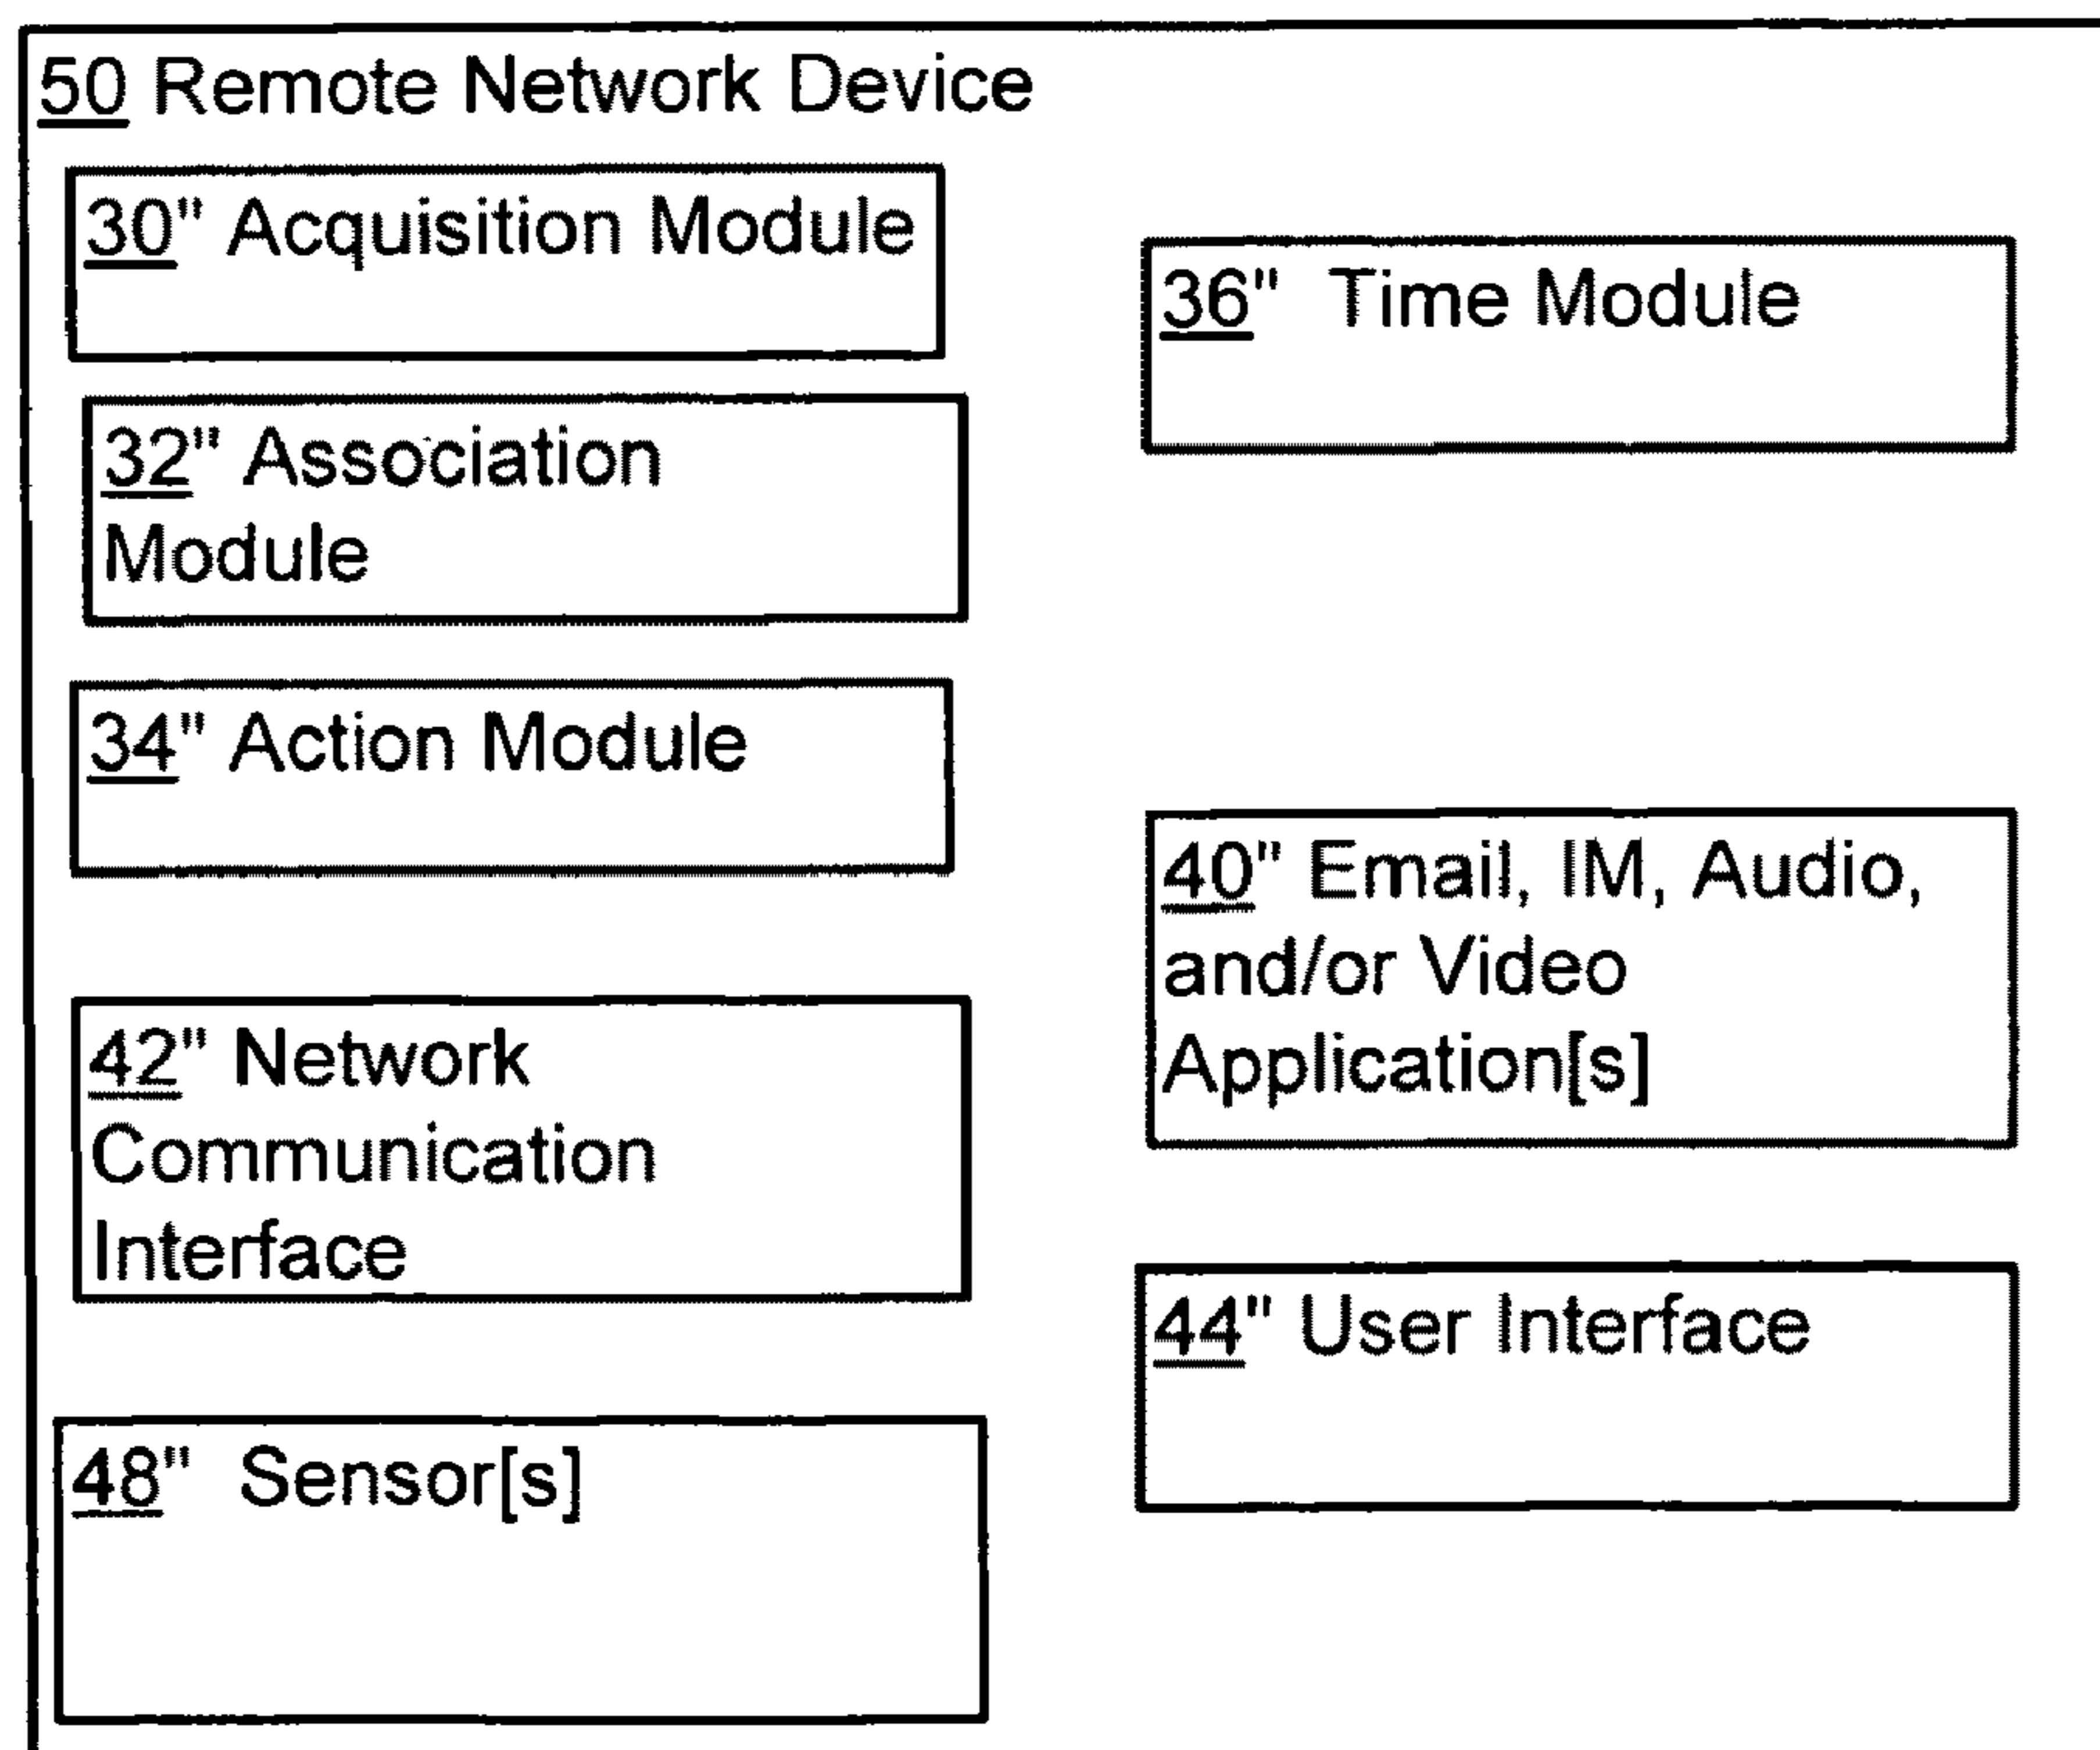 50 Remote Network Device
30" Acquisition Module
32" Association
Module
34" Action Module
42" Network
Communication
Interface
48" Sensor[s]
36" Time Module
40" Email, IM, Audio,
and/or Video
Application[s]
44" User Interface